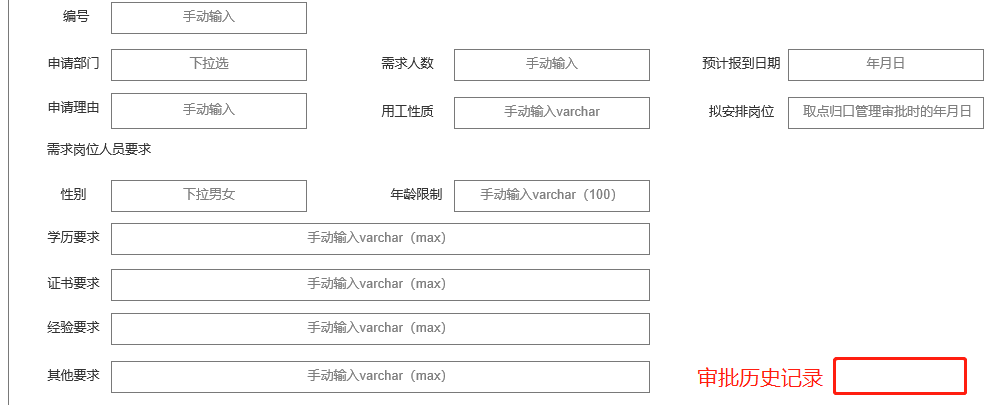 编号 手动输入
申请部门 下拉选 需求人数 手动输入 预计报到日期 年月日
申请理由 手动输入 用工性质 手动输入varchar 拟安排岗位 取点归口管理审批时的年月日
需求岗位人员要求
性别 下拉男女 年龄限制 手动输入varchar（100）
学历要求 手动输入varchar（max）
证书要求 手动输入varchar（max）
经验要求 手动输入varchar（max）
其他要求 手动输入varchar（max） 审批历史记录